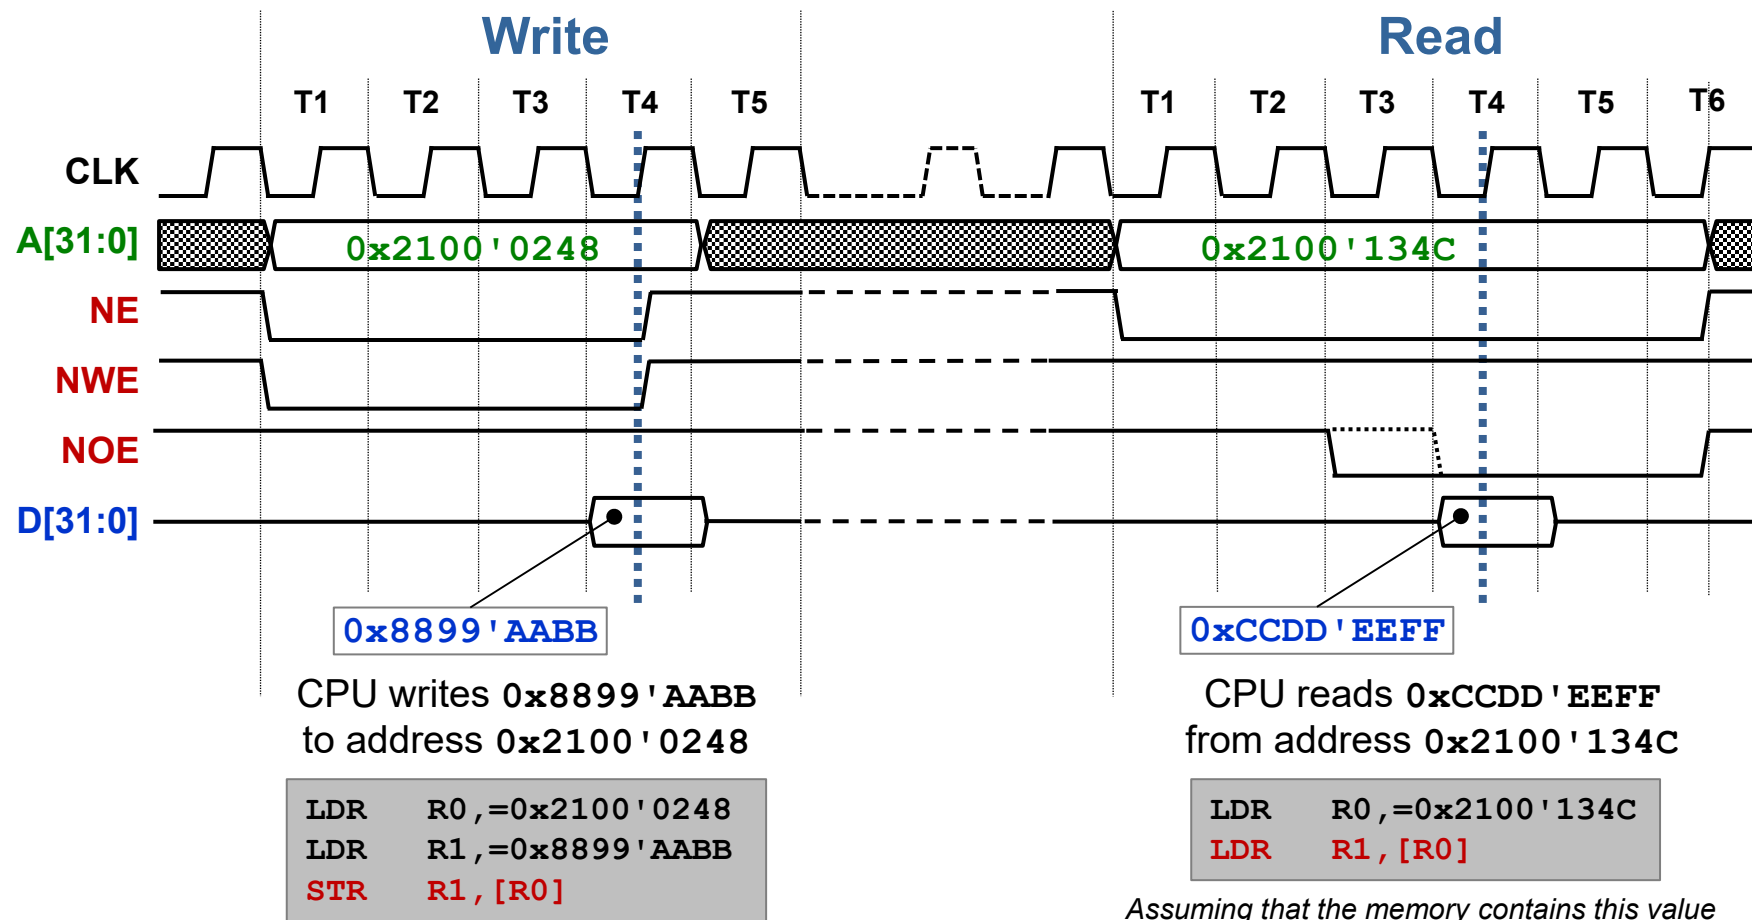 Write Read
T1 T2 T3 T4 T5 T1 T2 T3 T4 T5 T6
CLK
A[31:0] 0x2100'0248 0x2100'134C
NE
NWE
NOE
D[31:0]
0x8899'AABB 0xCCDD'EEFF
CPU writes 0x8899'AABB CPU reads 0xCCDD'EEFF
to address 0x2100'0248 from address 0x2100'134C
LDR R0,=0x2100'0248 LDR R0,=0x2100'134C
LDR R1,=0x8899'AABB LDR R1,[R0]
STR R1,[R0]
Assuming that the memory contains this value